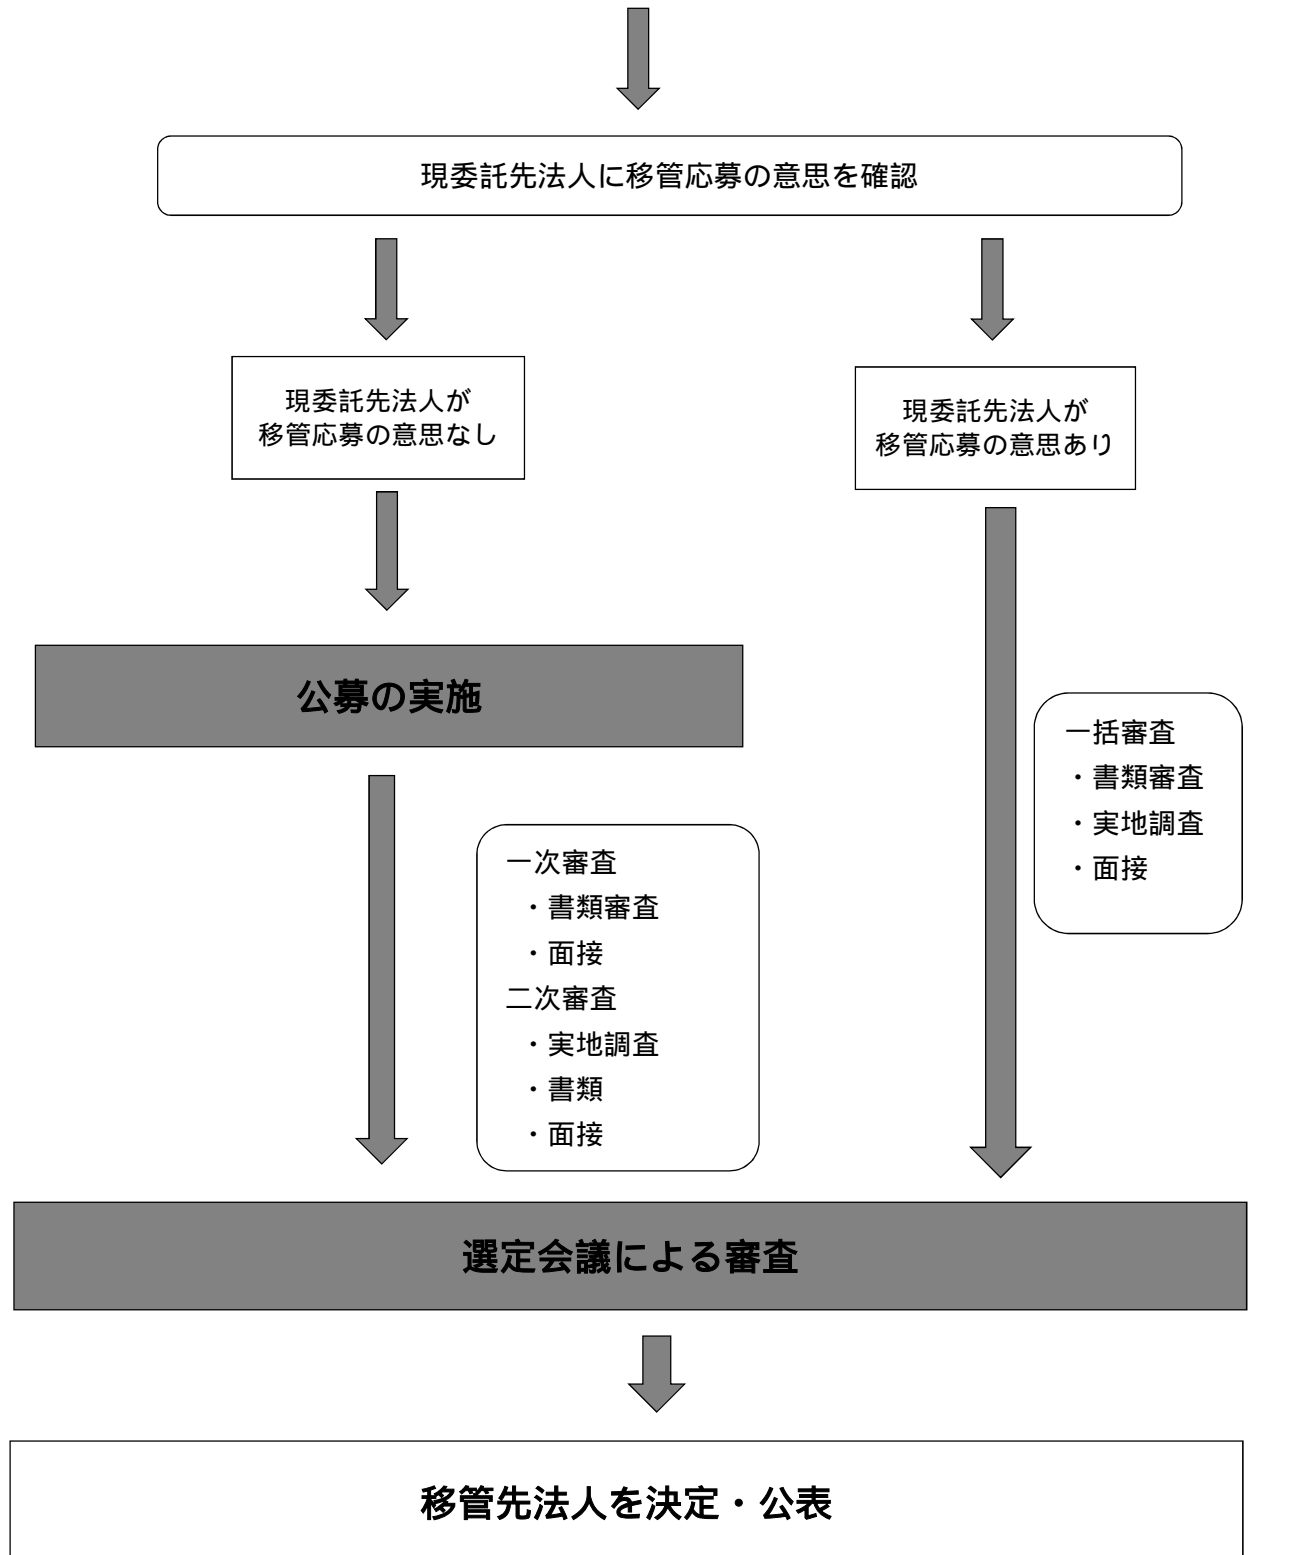 現委託先法人に移管応募の意思を確認
現委託先法人が
移管応募の意思なし
現委託先法人が
移管応募の意思あり
公募の実施
一括審査
・書類審査
・実地調査
・面接
一次審査
・書類審査
・面接
二次審査
・実地調査
・書類
・面接
選定会議による審査
移管先法人を決定・公表